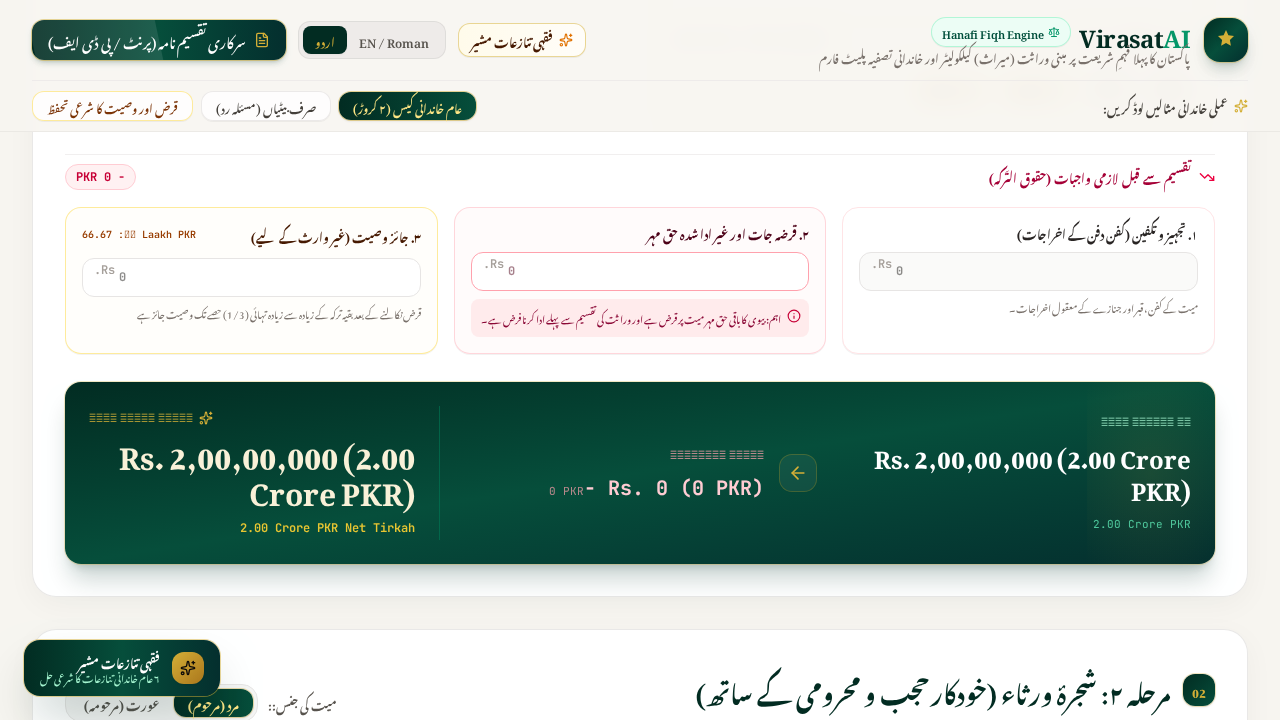 VirasatAI
Hanafi Fiqh Engine
پاکستان کا پہلا فہمِ شریعت پر مبنی وراثت (میراث) کیلکولیٹر اور خاندانی تصفیہ پلیٹ فارم
فقہی تنازعات مشیر
EN / Roman
اردو
سرکاری تقسیم نامہ (پرنٹ / پی ڈی ایف)
عملی خاندانی مثالیں لوڈ کریں:
عام خاندانی کیس (۲ کروڑ)
صرف بیٹیاں (مسئلہ رد)
قرض اور وصیت کا شرعی تحفظ
تقسیم سے قبل لازمی واجبات (حقوق الترکہ)
PKR 0 -
۱. تجہیز و تکفین (کفن دفن کے اخراجات)
Rs.
0
میت کے کفن، قبر اور جنازے کے معقول اخراجات۔
۲. قرضہ جات اور غیر ادا شدہ حق مہر
Rs.
0
اہم: بیوی کا باقی حق مہر میت پر قرض ہے اور وراثت کی تقسیم سے پہلے ادا کرنا فرض ہے۔
۳. جائز وصیت (غیر وارث کے لیے)
66.67 Laakh PKR
Rs.
0
قرض نکالنے کے بعد بقیہ ترکہ کے زیادہ سے زیادہ تہائی (1/3) حصے تک وصیت جائز ہے
Rs. 2,00,00,000 (2.00 Crore
PKR)
2.00 Crore PKR
- Rs. 0 (0 PKR)
0 PKR
Rs. 2,00,00,000 (2.00
Crore PKR)
2.00 Crore PKR Net Tirkah
02
مرحلہ ۲: شجرۂ ورثاء (خودکار حجب و محرومی کے ساتھ)
میت کی جنس::
مرد (مرحوم)
عورت (مرحومہ)
فقہی تنازعات مشیر
۶ عام خاندانی تنازعات کا شرعی حل